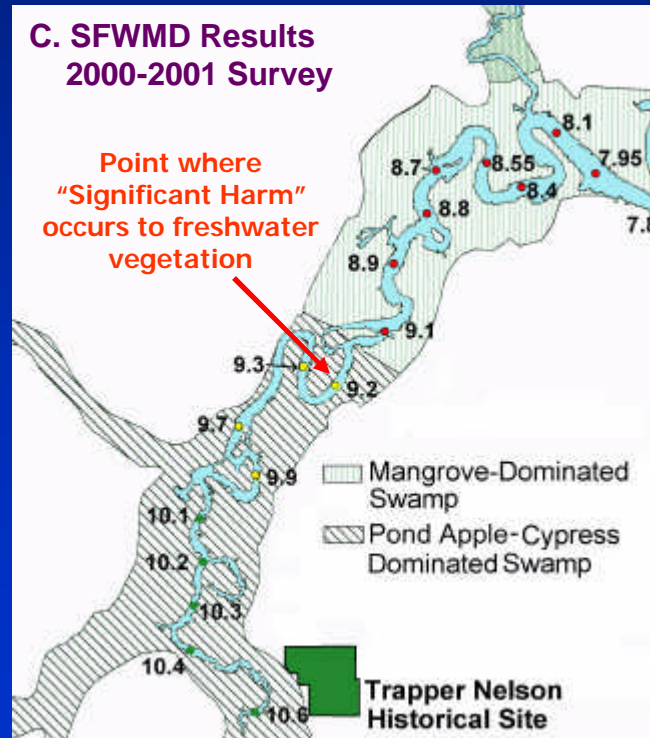 C. SFWMD Results
2000-2001 Survey
Point where
“Significant Harm”
occurs to freshwater
vegetation
8.1
8.7
8.55
7.95
8.4
8.8
7.8
8.9
9.1
9.3
9.2
9.7
9.9
Mangrove-Dominated
Swamp
10.1
Pond Apple-Cypress
Dominated Swamp
10.2
10.3
10.4
10.6
Trapper Nelson
Historical Site